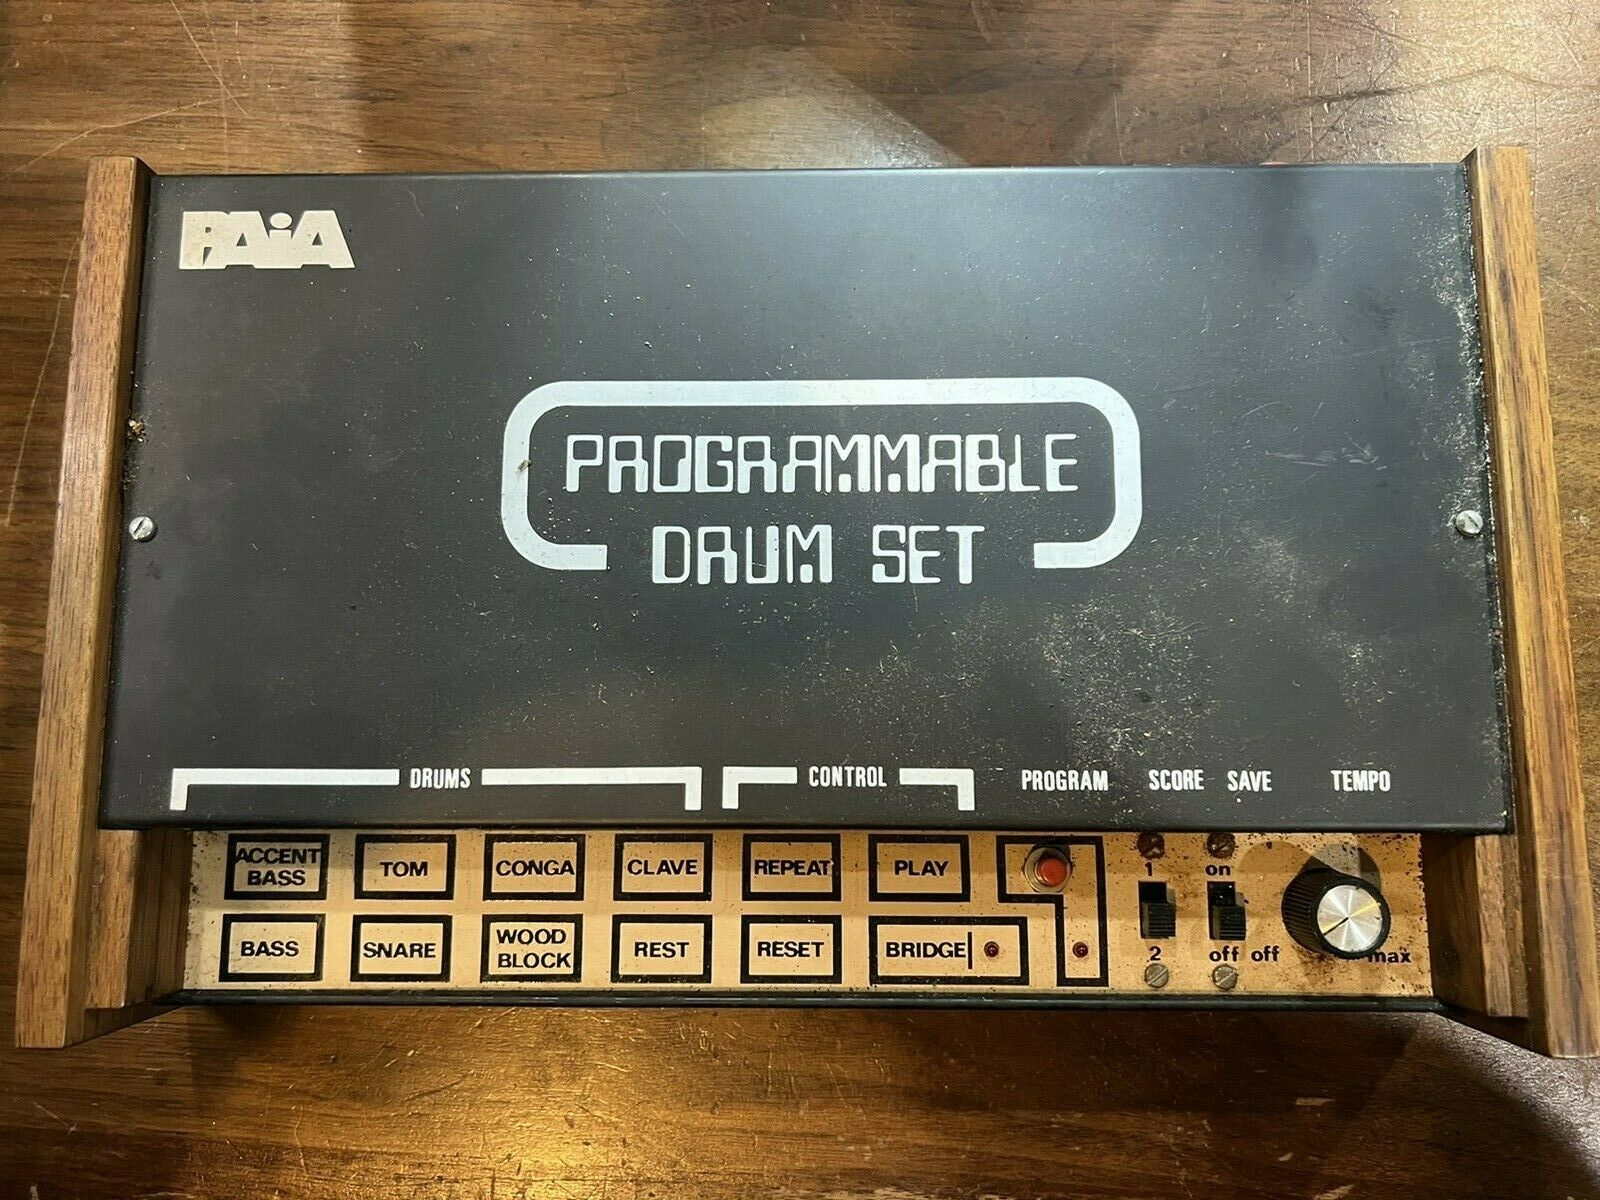 PAiA
PROGRAMMABLE
DRUM SET
DRUMS
CONTROL
PROGRAM
SCORE
SAVE
TEMPO
ACCENT
BASS
TOM
CONGA
CLAVE
REPEAT
PLAY
1
on
BASS
SNARE
WOOD
BLOCK
REST
RESET
BRIDGE
2
off
off
max